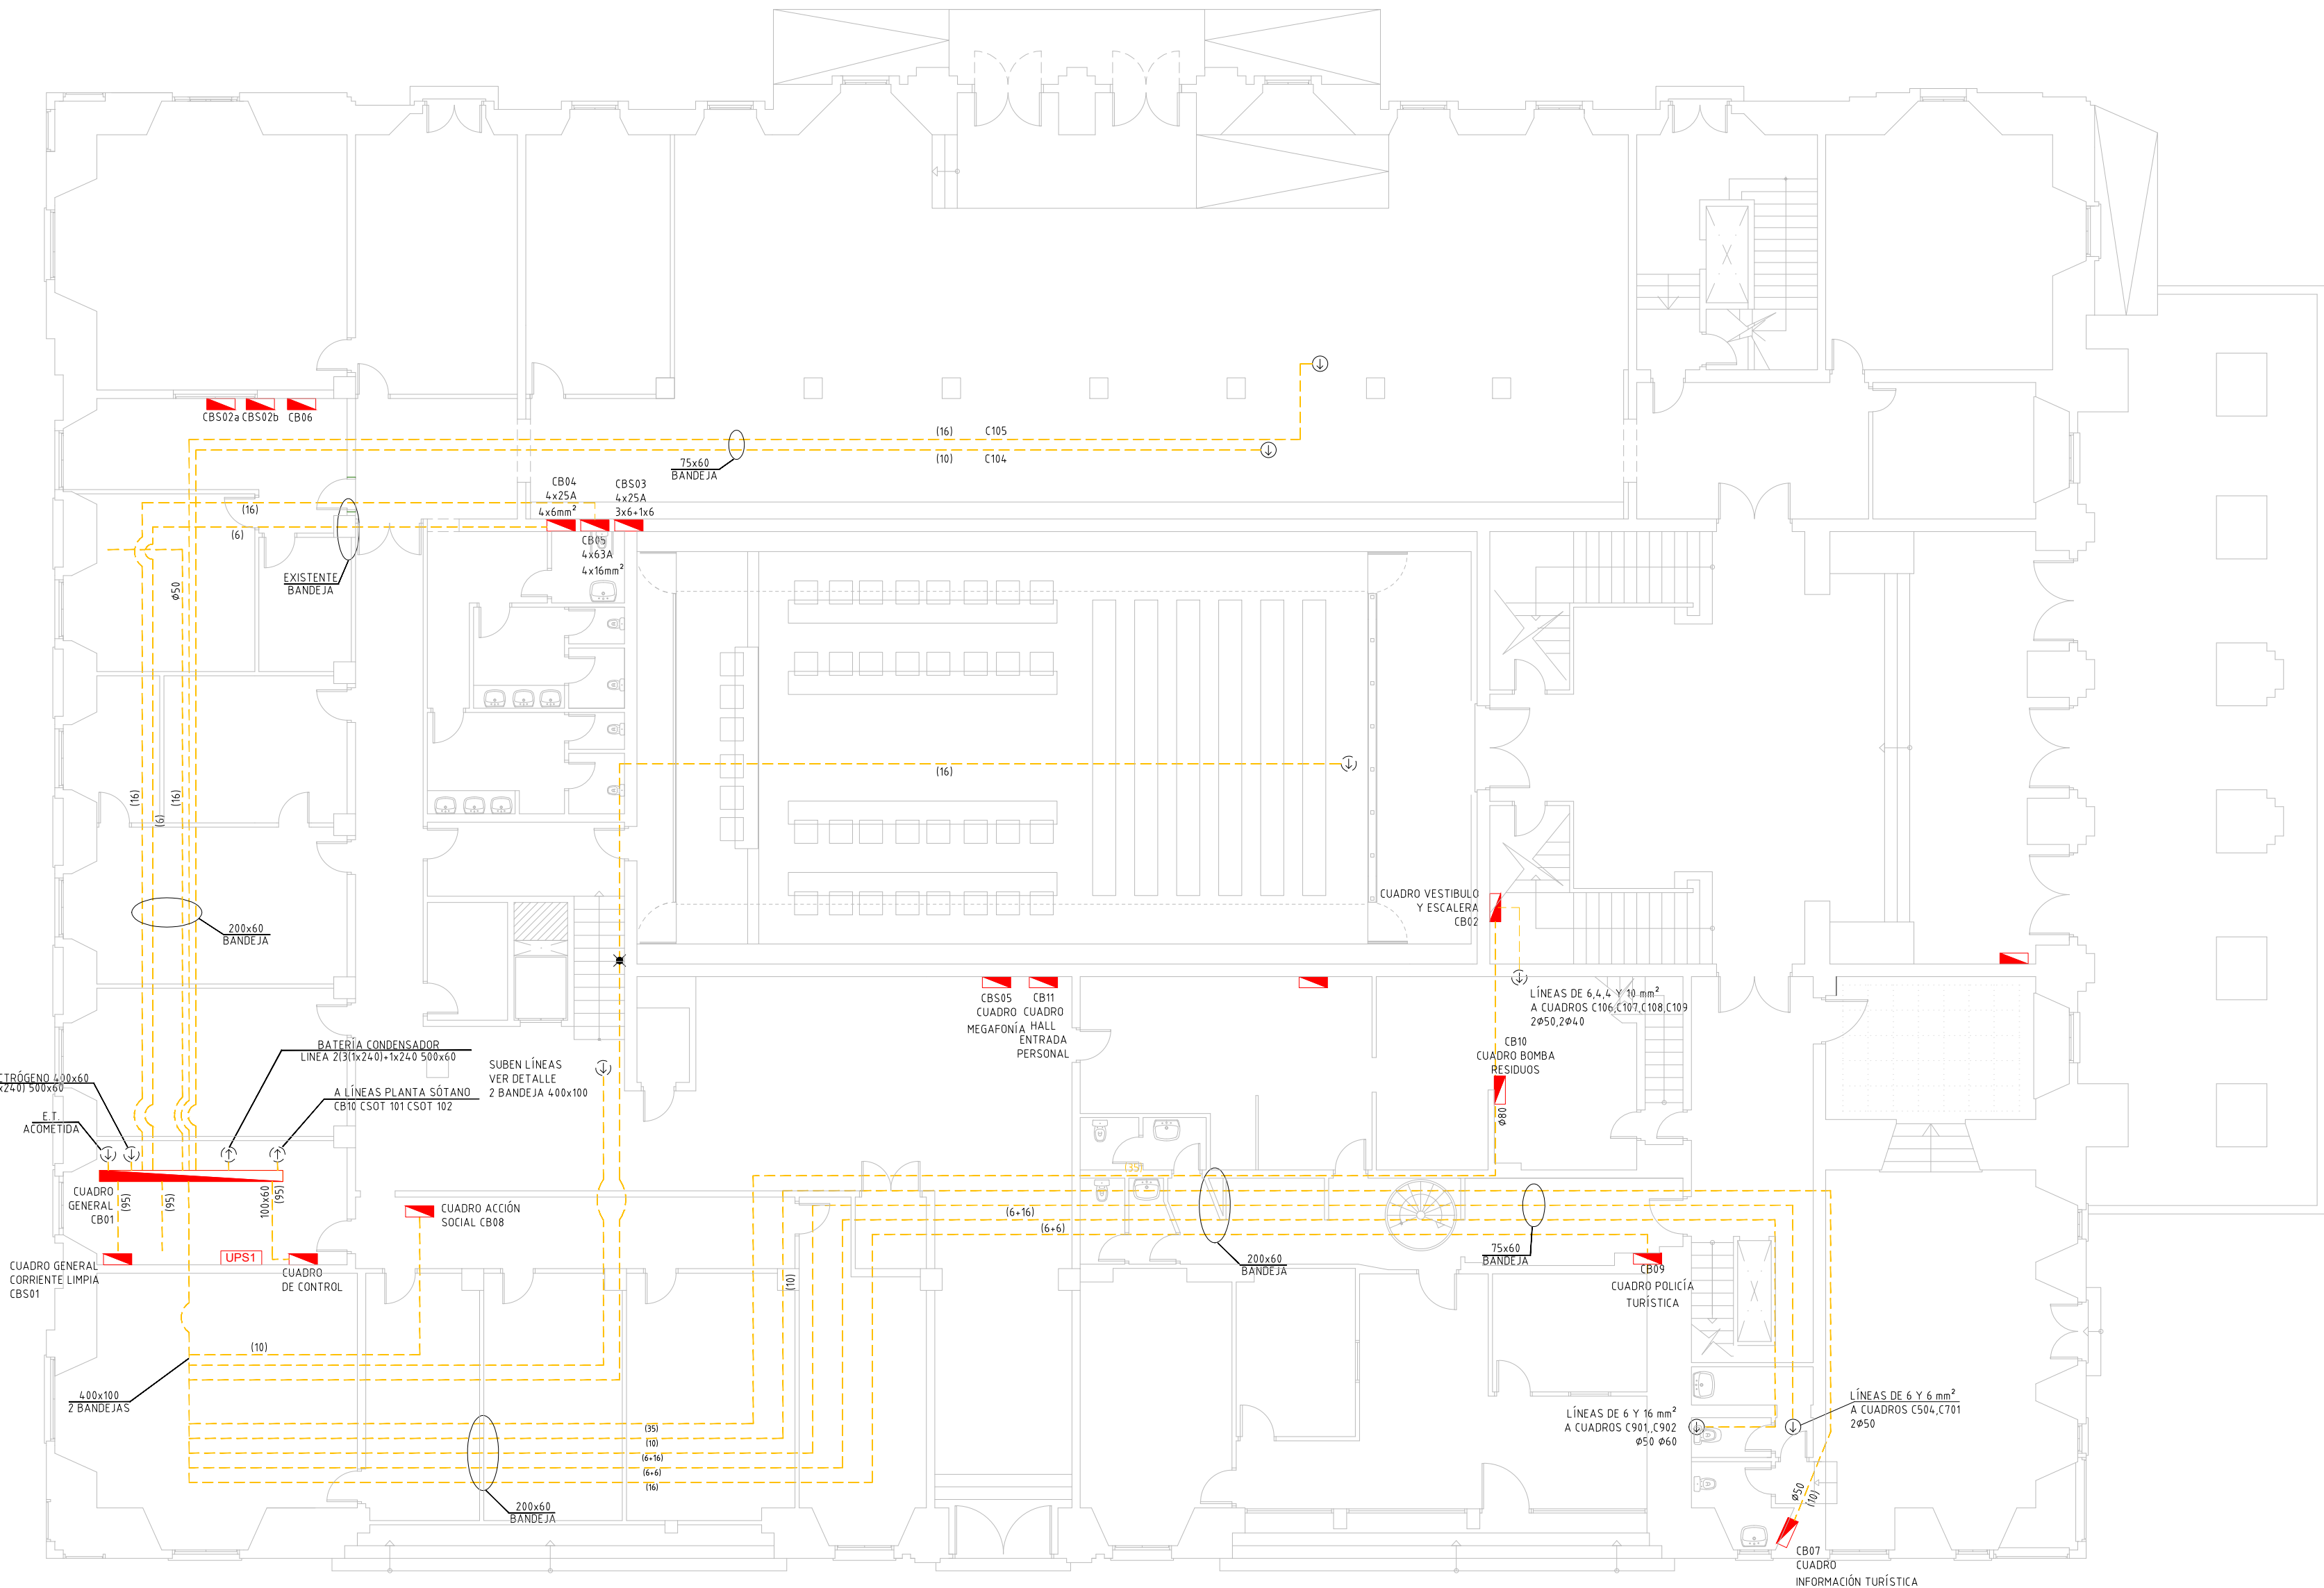 CBS02a CBS02b CB06
(16) C105
(10) C104
75x60
BANDEJA
CB04
4x25A
4x6mm²
CBS03
4x25A
3x6+1x6
CB05
4x63A
4x16mm²
(16)
(6)
EXISTENTE
BANDEJA
Ø50
(16)
(16)
(6)
(16)
200x60
BANDEJA
CUADRO VESTIBULO
Y ESCALERA
CB02
LÍNEAS DE 6,4,4 Y 10 mm²
A CUADROS C106,C107,C108,C109
2Ø50,2Ø40
CBS05
CUADRO
MEGAFONÍA
CB11
CUADRO
HALL
ENTRADA
PERSONAL
CB10
CUADRO BOMBA
RESIDUOS
Ø80
BATERÍA CONDENSADOR
LINEA 2(3(1x240)+1x240 500x60
SUBEN LÍNEAS
VER DETALLE
2 BANDEJA 400x100
CTRÓGENO 400x60
x240) 500x60
A LÍNEAS PLANTA SÓTANO
CB10 CSOT 101 CSOT 102
E.T.
ACOMETIDA
CUADRO
GENERAL
CB01
(95)
(95)
100x60
(95)
CUADRO ACCIÓN
SOCIAL CB08
(35)
(6+16)
(6+6)
200x60
BANDEJA
75x60
BANDEJA
CUADRO GENERAL
CORRIENTE LIMPIA
CBS01
UPS1
CUADRO
DE CONTROL
(10)
CB09
CUADRO POLICÍA
TURÍSTICA
(10)
400x100
2 BANDEJAS
LÍNEAS DE 6 Y 16 mm²
A CUADROS C901,,C902
Ø50 Ø60
LÍNEAS DE 6 Y 6 mm²
A CUADROS C504,C701
2Ø50
(35)
(10)
(6+16)
(6+6)
(16)
200x60
BANDEJA
Ø50
(10)
CB07
CUADRO
INFORMACIÓN TURÍSTICA